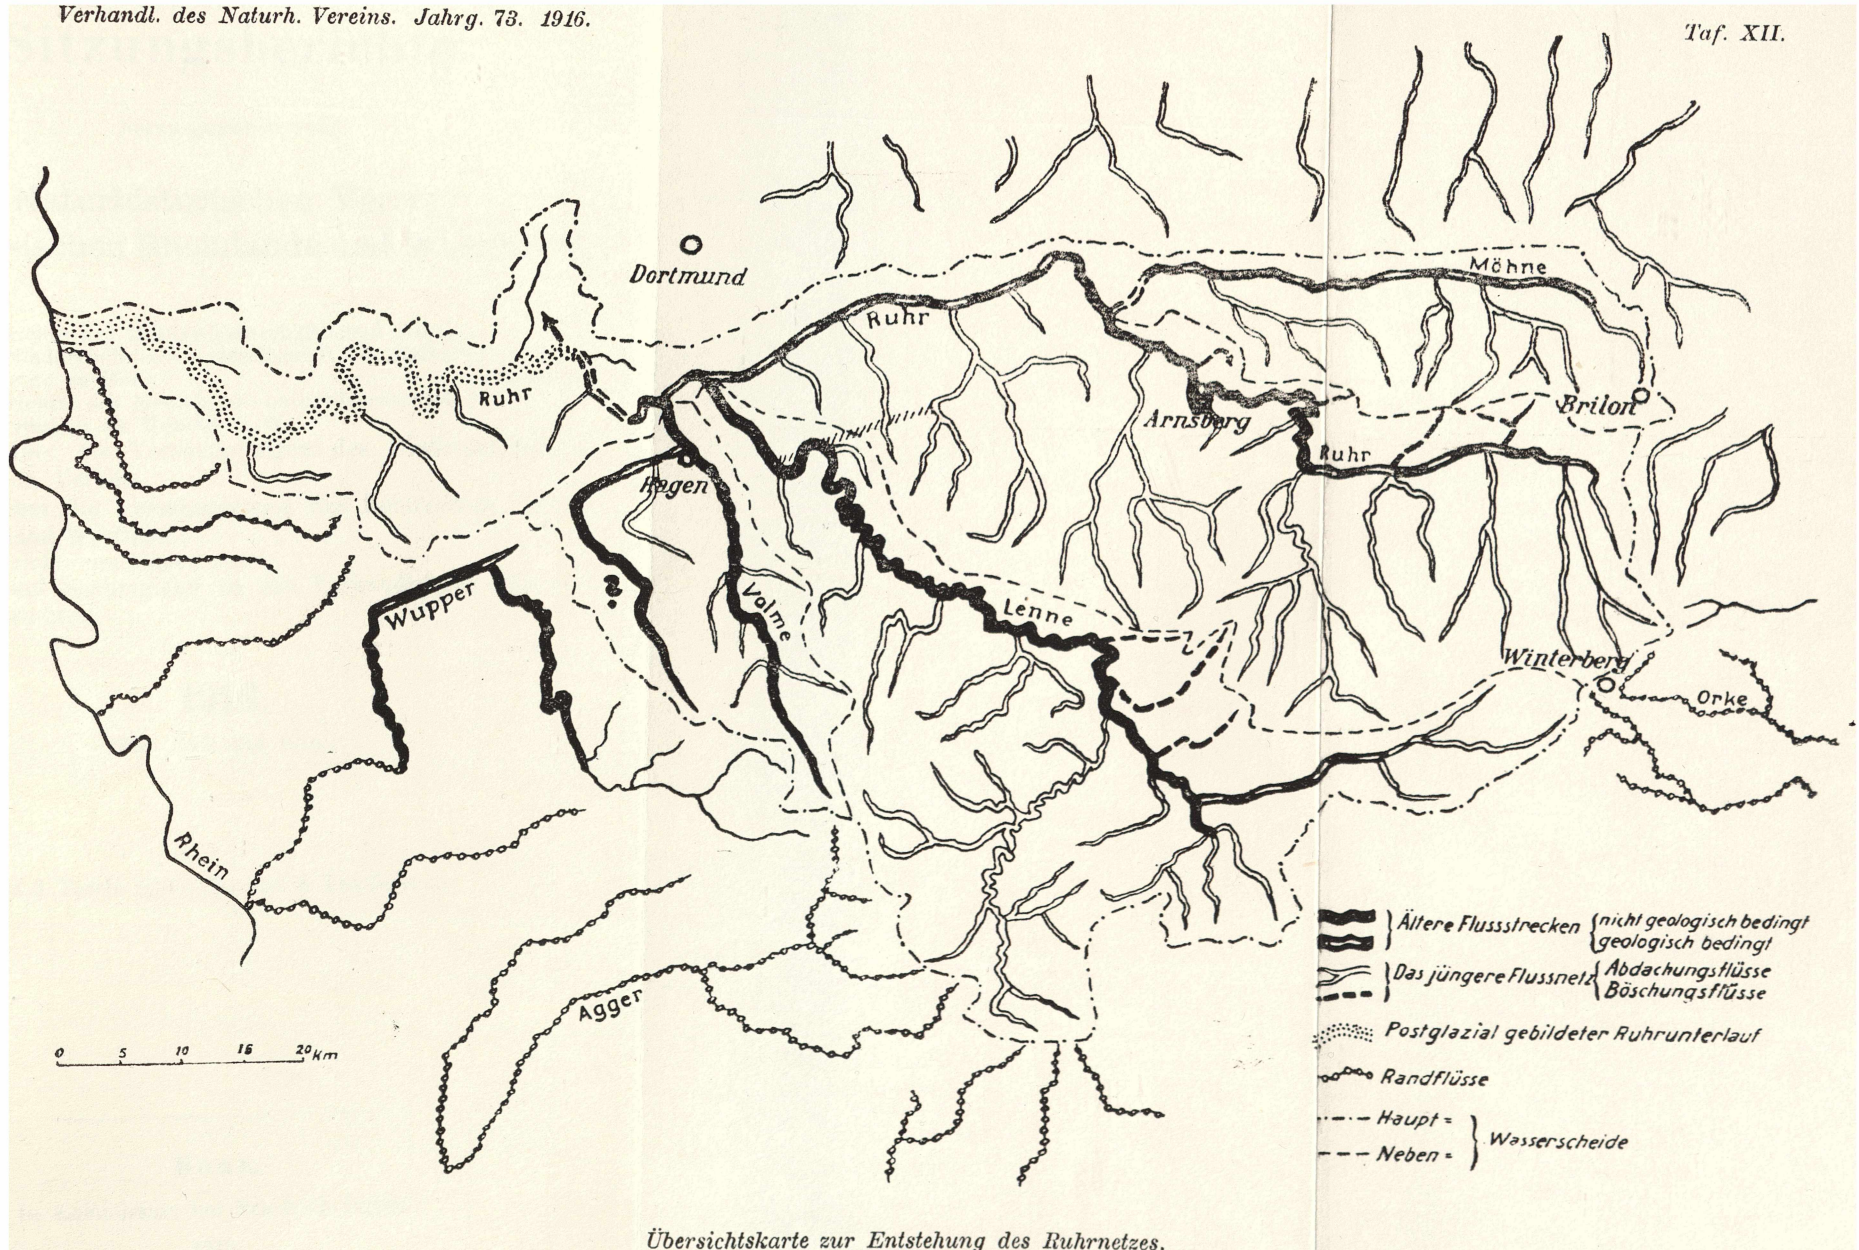 Verhandl. des Naturh. Vereins. Jahrg. 73. 1916.
Taf. XII.
Dortmund
Möhne
Ruhr
Ruhr
Brilon
Arnsberg
Ruhr
Hagen
?
Wupper
Volme
Lenne
Winterberg
Orke
Rhein
Agger
0 5 10 15 20 km
Ältere Flussstrecken { nicht geologisch bedingt
geologisch bedingt
Das jüngere Flussnetz { Abdachungsflüsse
Böschungsflüsse
Postglazial gebildeter Ruhrunterlauf
Randflüsse
Haupt =
Neben =
Wasserscheide
Übersichtskarte zur Entstehung des Ruhrnetzes.